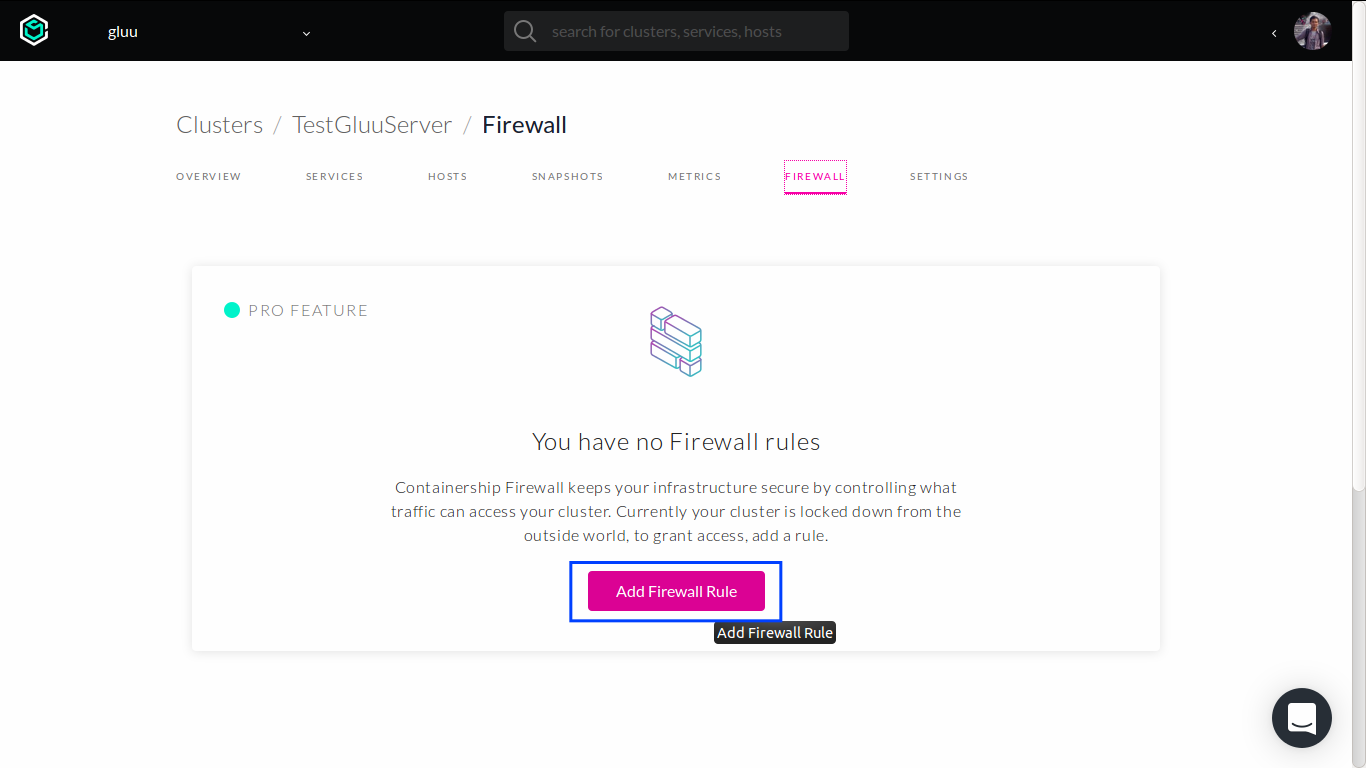 gluu
search for clusters, services, hosts
Clusters / TestGluuServer / Firewall
OVERVIEW SERVICES HOSTS SNAPSHOTS METRICS FIREWALL SETTINGS
PRO FEATURE
You have no Firewall rules
Containership Firewall keeps your infrastructure secure by controlling what
traffic can access your cluster. Currently your cluster is locked down from the
outside world, to grant access, add a rule.
Add Firewall Rule
Add Firewall Rule